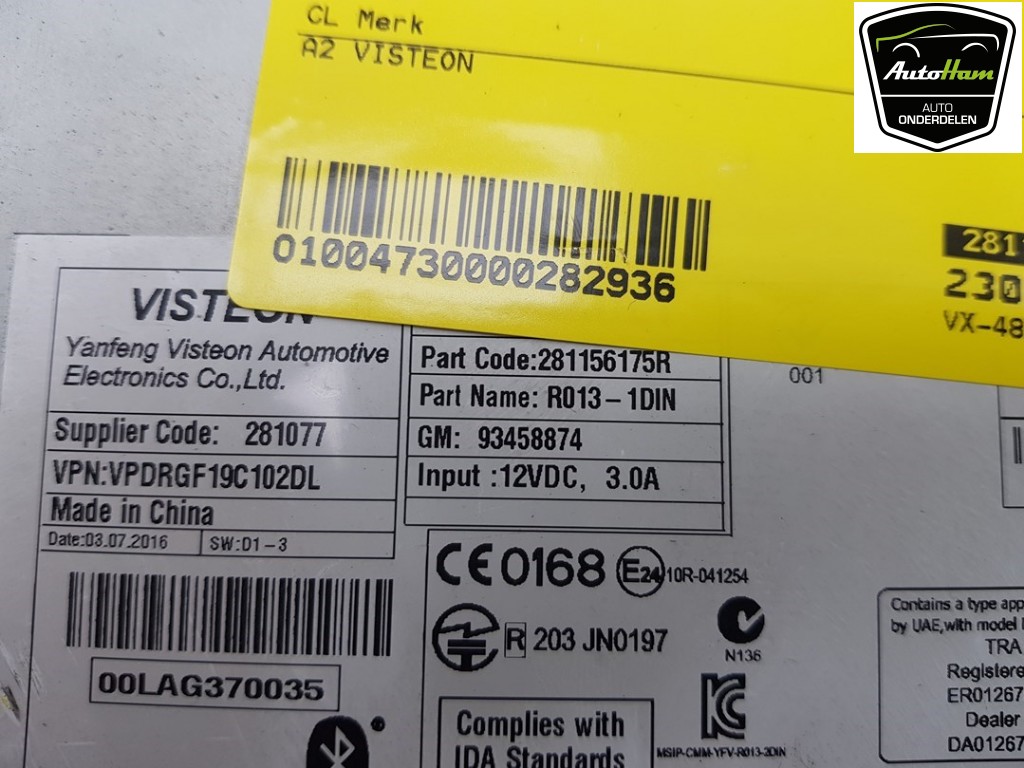 CL Merk
A2 VISTEON
AutoHam
AUTO
ONDERDELEN
01004730000282936
281
230
VX-48
VISTEON
Yanfeng Visteon Automotive
Electronics Co.,Ltd.
Supplier Code: 281077
VPN:VPDRGF19C102DL
Made in China
Date:03.07.2016 SW:D1-3
00LAG370035
Part Code:281156175R
Part Name: R013-1DIN
GM: 93458874
Input :12VDC, 3.0A
001
CE0168 E24 10R-041254
R 203 JN0197
N136
Complies with
IDA Standards
MSIP-CMM-YFV-R013-2DIN
Contains a type app
by UAE,with model
TRA
Registere
ER01267
Dealer
DA01267